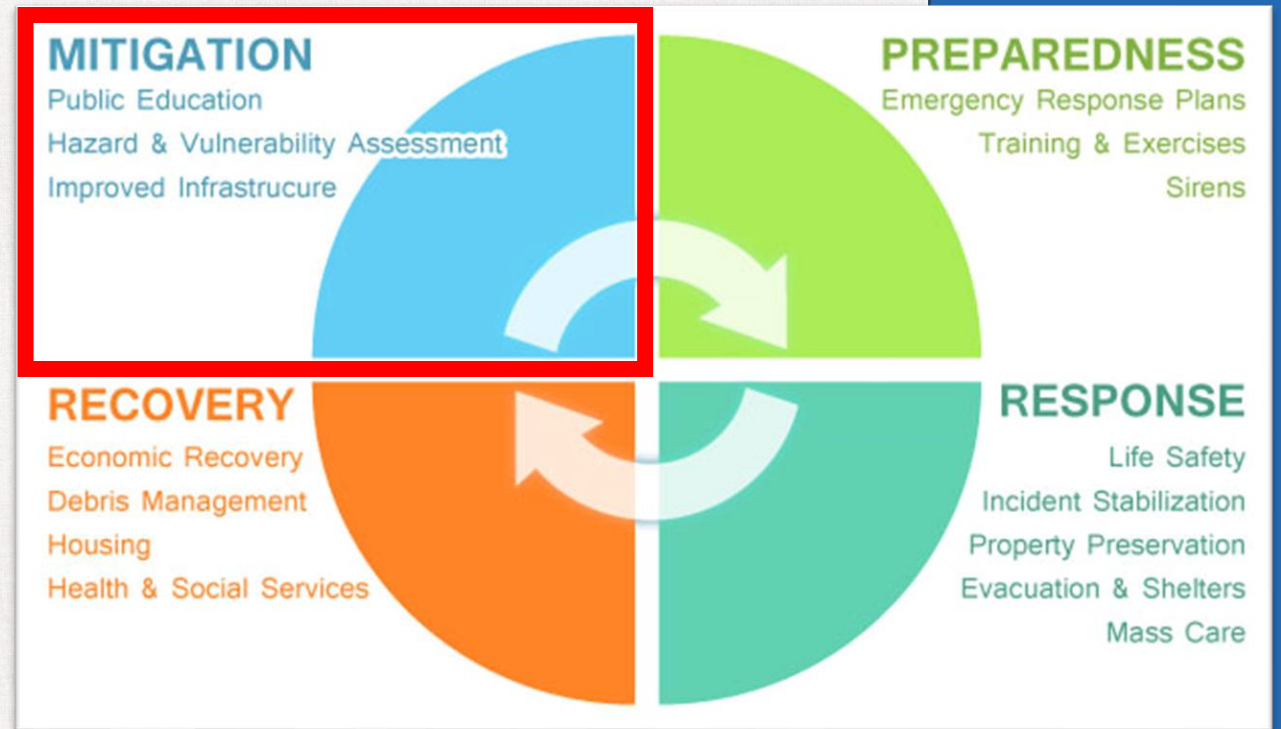 MITIGATION
Public Education
Hazard & Vulnerability Assessment
Improved Infrastrucure
PREPAREDNESS
Emergency Response Plans
Training & Exercises
Sirens
RECOVERY
Economic Recovery
Debris Management
Housing
Health & Social Services
RESPONSE
Life Safety
Incident Stabilization
Property Preservation
Evacuation & Shelters
Mass Care